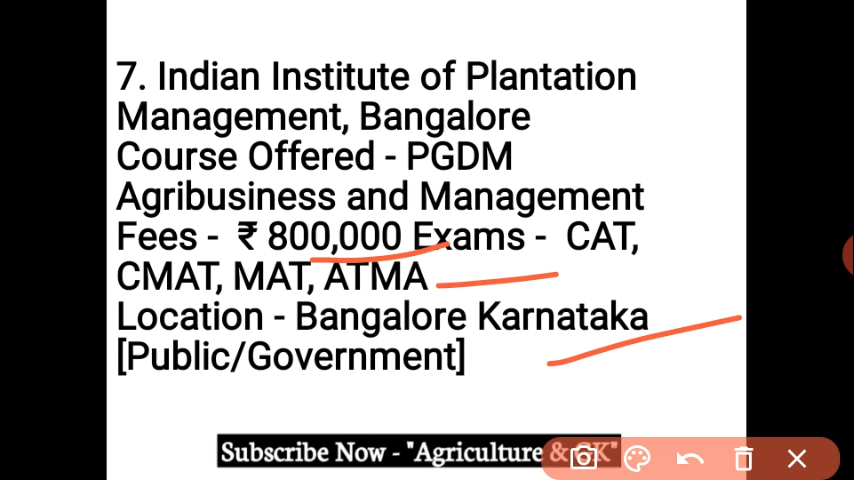 7. Indian Institute of Plantation
Management, Bangalore
Course Offered - PGDM
Agribusiness and Management
Fees - ₹ 800,000 Exams - CAT,
CMAT, MAT, ATMA
Location - Bangalore Karnataka
[Public/Government]
Subscribe Now - "Agriculture & GK"